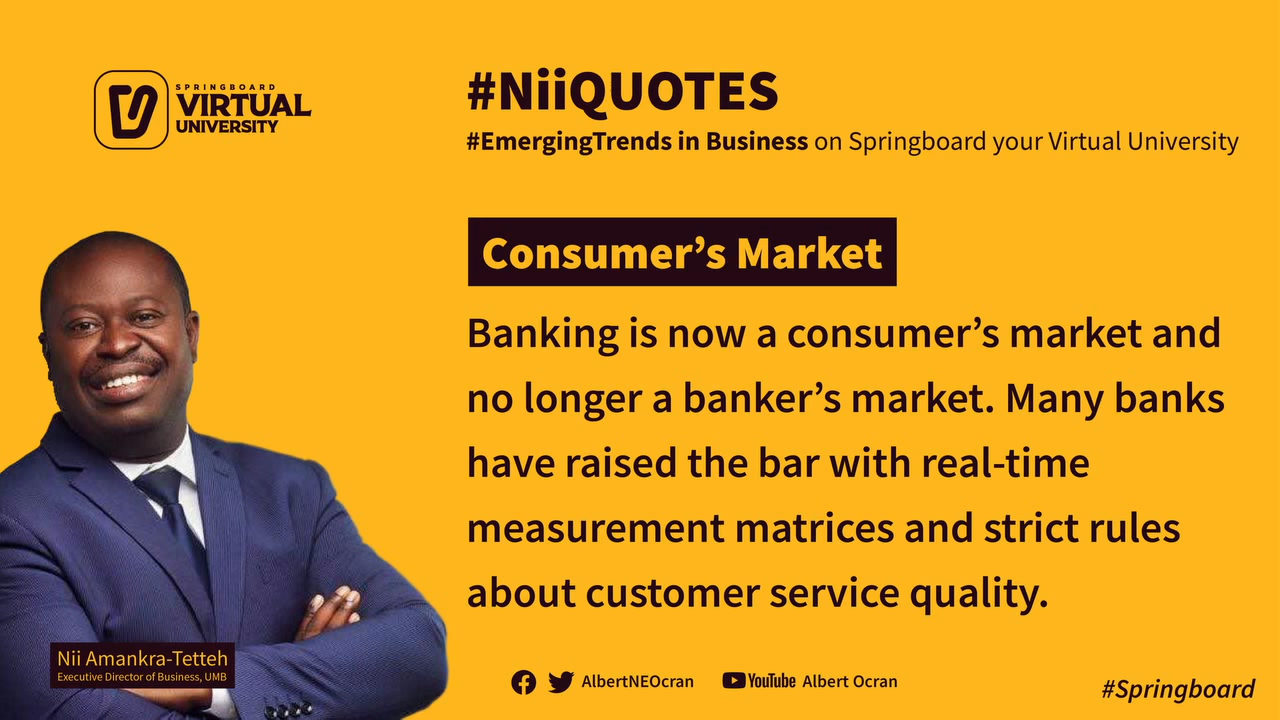 SPRINGBOARD
VIRTUAL
UNIVERSITY
#NiiQUOTES
#EmergingTrends in Business on Springboard your Virtual University
Consumer’s Market
Banking is now a consumer’s market and
no longer a banker’s market. Many banks
have raised the bar with real-time
measurement matrices and strict rules
about customer service quality.
Nii Amankra-Tetteh
Executive Director of Business, UMB
AlbertNEOcran
YouTube Albert Ocran
#Springboard